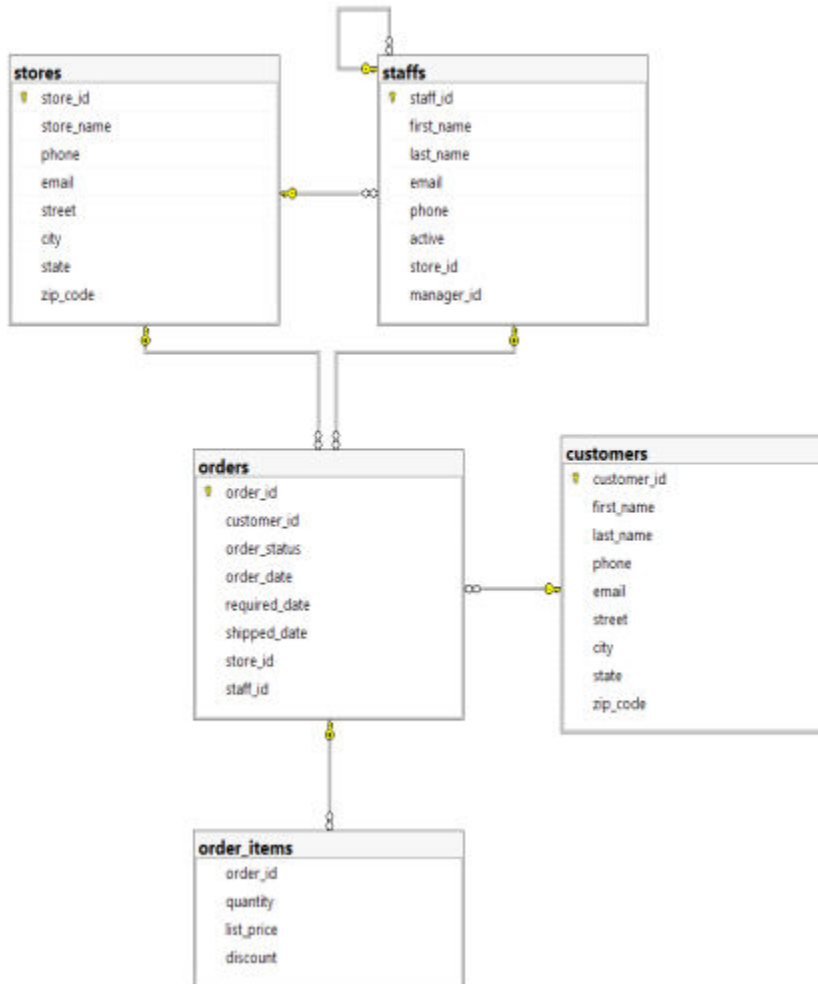 stores
store_id
store_name
phone
email
street
city
state
zip_code
staffs
staff_id
first_name
last_name
email
phone
active
store_id
manager_id
orders
order_id
customer_id
order_status
order_date
required_date
shipped_date
store_id
staff_id
customers
customer_id
first_name
last_name
phone
email
street
city
state
zip_code
order_items
order_id
quantity
list_price
discount